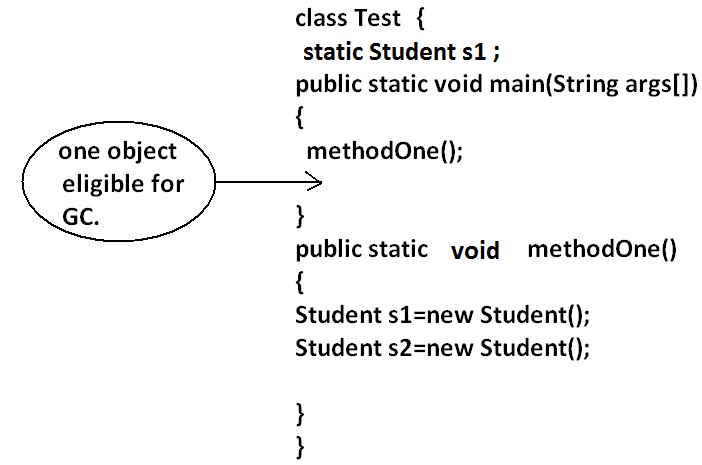 class Test {
static Student s1 ;
public static void main(String args[])
{
methodOne();
one object
eligible for
GC.
}
public static void methodOne()
{
Student s1=new Student();
Student s2=new Student();
}
}